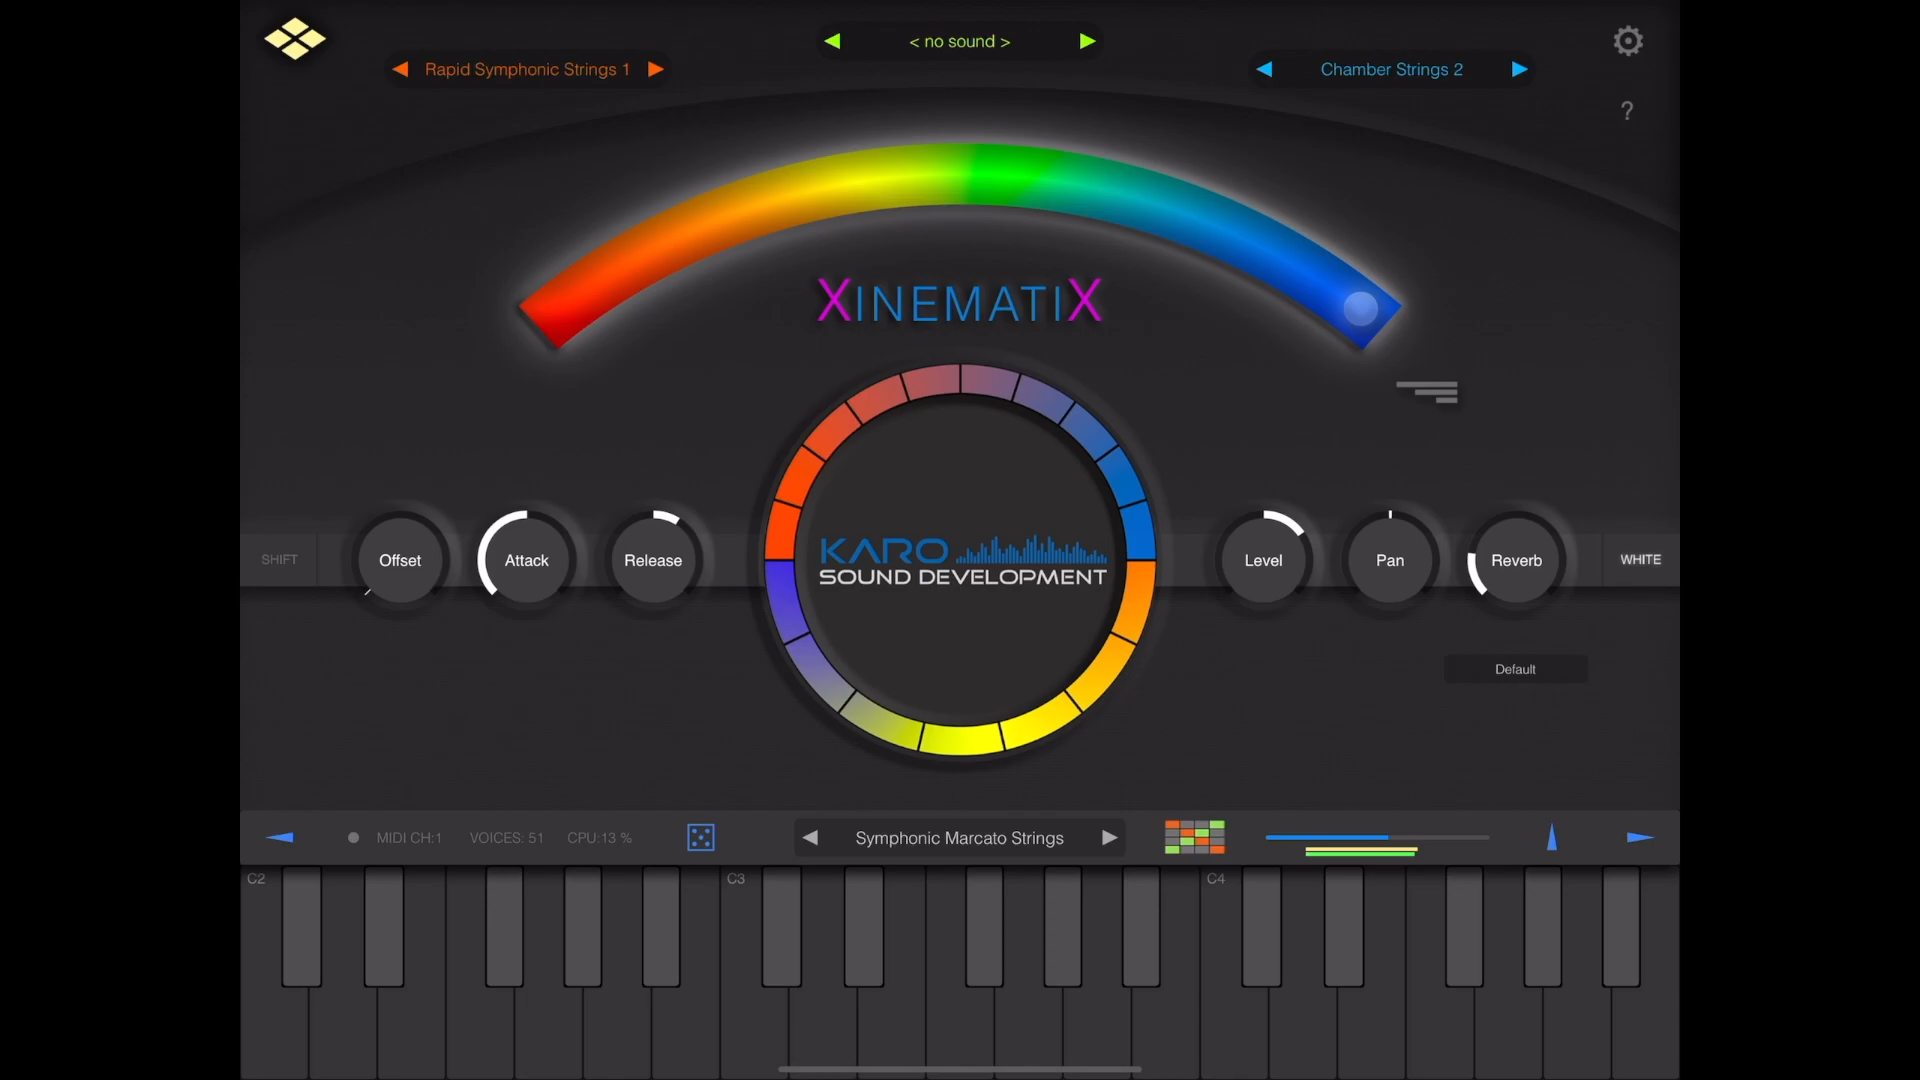 < no sound >
Rapid Symphonic Strings 1
Chamber Strings 2
?
XINEMATIX
KARO
SOUND DEVELOPMENT
SHIFT
Offset
Attack
Release
Level
Pan
Reverb
WHITE
Default
MIDI CH:1
VOICES: 51
CPU:13 %
Symphonic Marcato Strings
C2
C3
C4